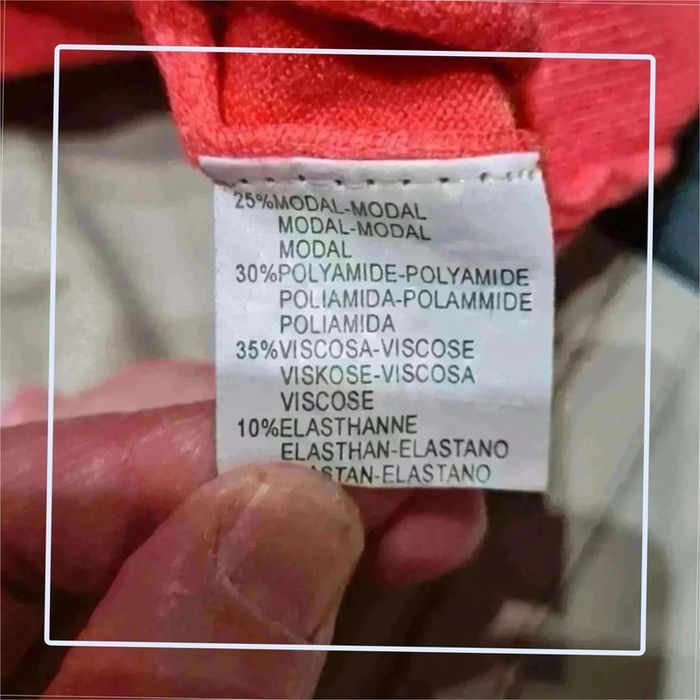 25%MODAL-MODAL
MODAL-MODAL
MODAL
30%POLYAMIDE-POLYAMIDE
POLIAMIDA-POLAMMIDE
POLIAMIDA
35%VISCOSA-VISCOSE
VISKOSE-VISCOSA
VISCOSE
10%ELASTHANNE
ELASTHAN-ELASTANO